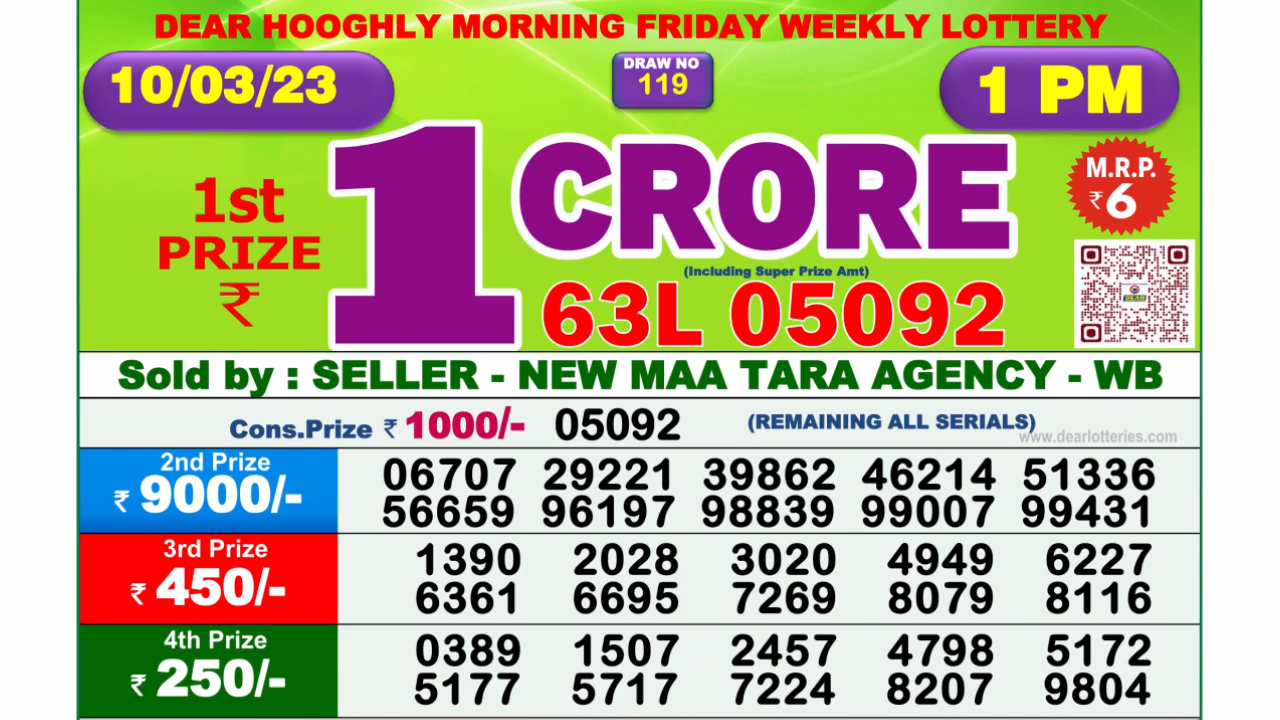 DEAR HOOGHLY MORNING FRIDAY WEEKLY LOTTERY
10/03/23
DRAW NO
119
1 PM
1st
PRIZE
₹
1 CRORE
(Including Super Prize Amt)
63L 05092
M.R.P.
₹ 6
DEAR
Sold by : SELLER - NEW MAA TARA AGENCY - WB
Cons.Prize ₹ 1000/- 05092 (REMAINING ALL SERIALS)
www.dearlotteries.com
2nd Prize
₹ 9000/-
06707 29221 39862 46214 51336
56659 96197 98839 99007 99431
3rd Prize
₹ 450/-
1390 2028 3020 4949 6227
6361 6695 7269 8079 8116
4th Prize
₹ 250/-
0389 1507 2457 4798 5172
5177 5717 7224 8207 9804